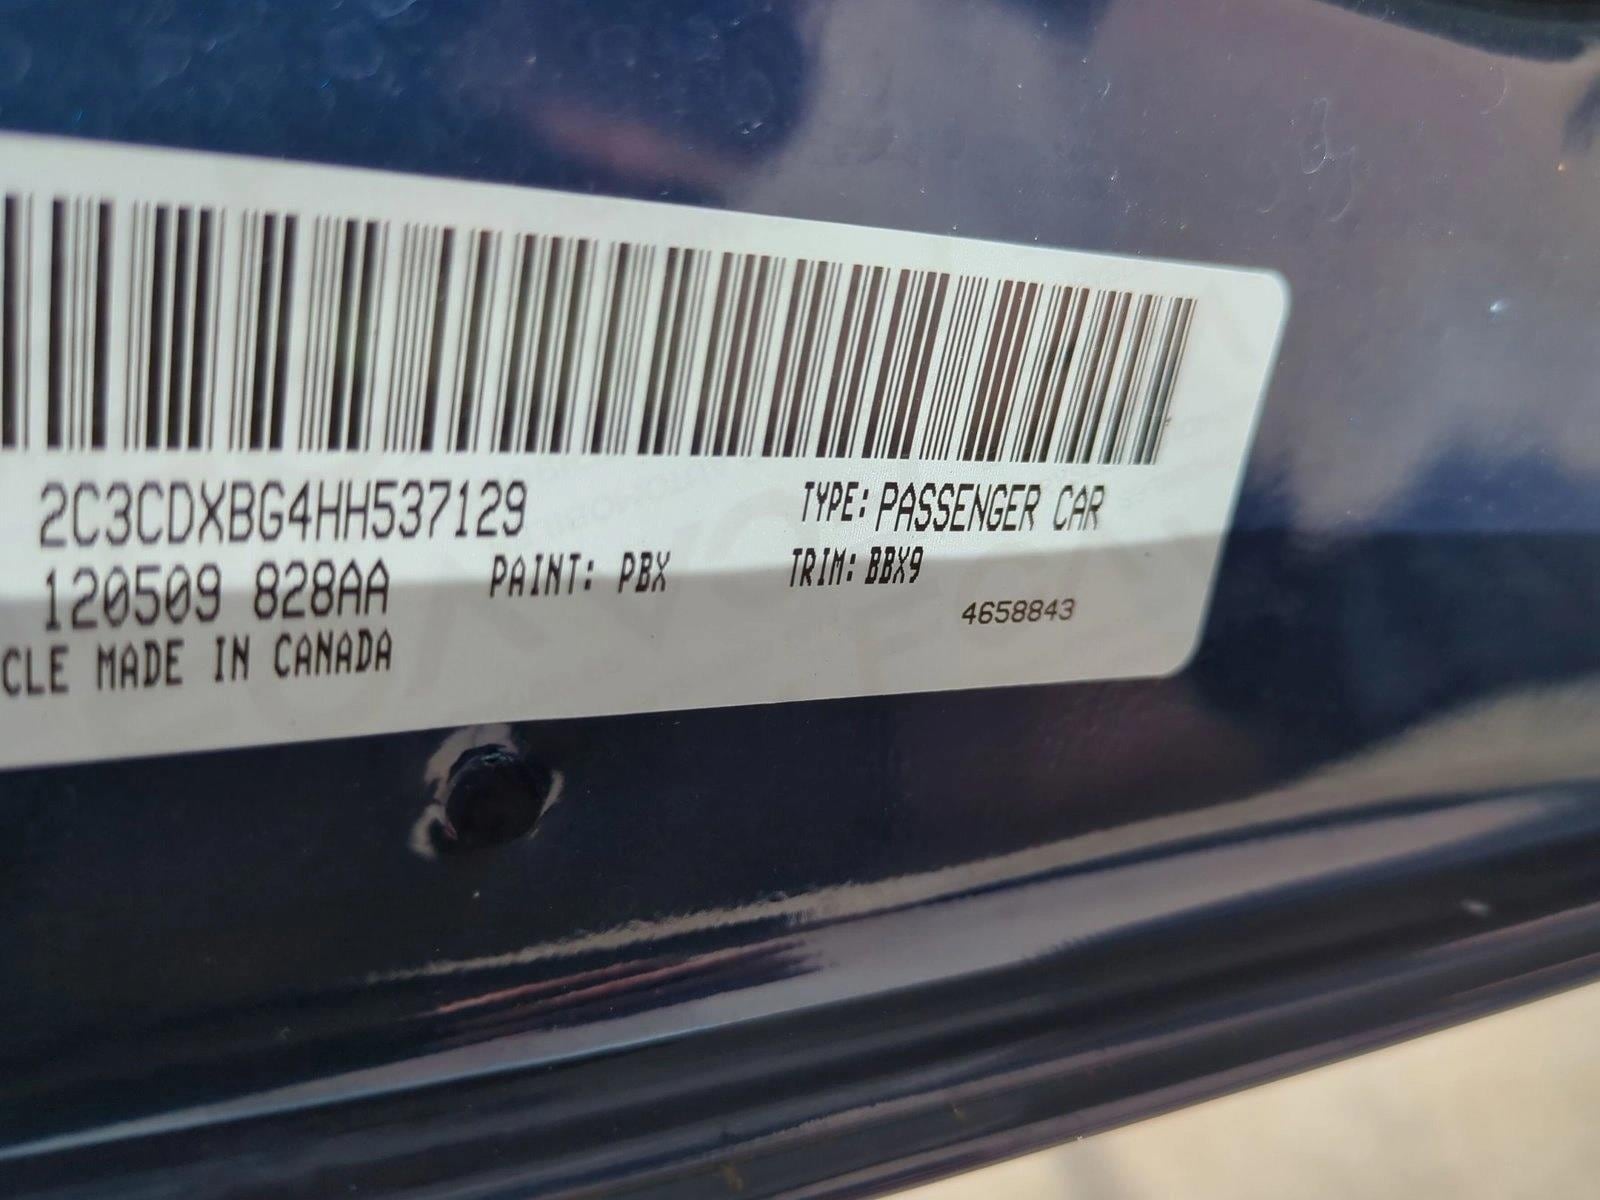 2C3CDXBG4HH537129 TYPE: PASSENGER CAR
120509 828AA PAINT: PBX TRIM: BBX9
4658843
CLE MADE IN CANADA